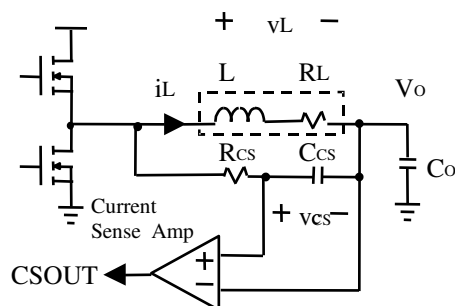 + vL −
iL L RL VO
RCS CCS CO
Current
Sense Amp
+ vcs −
+
−
CSOUT